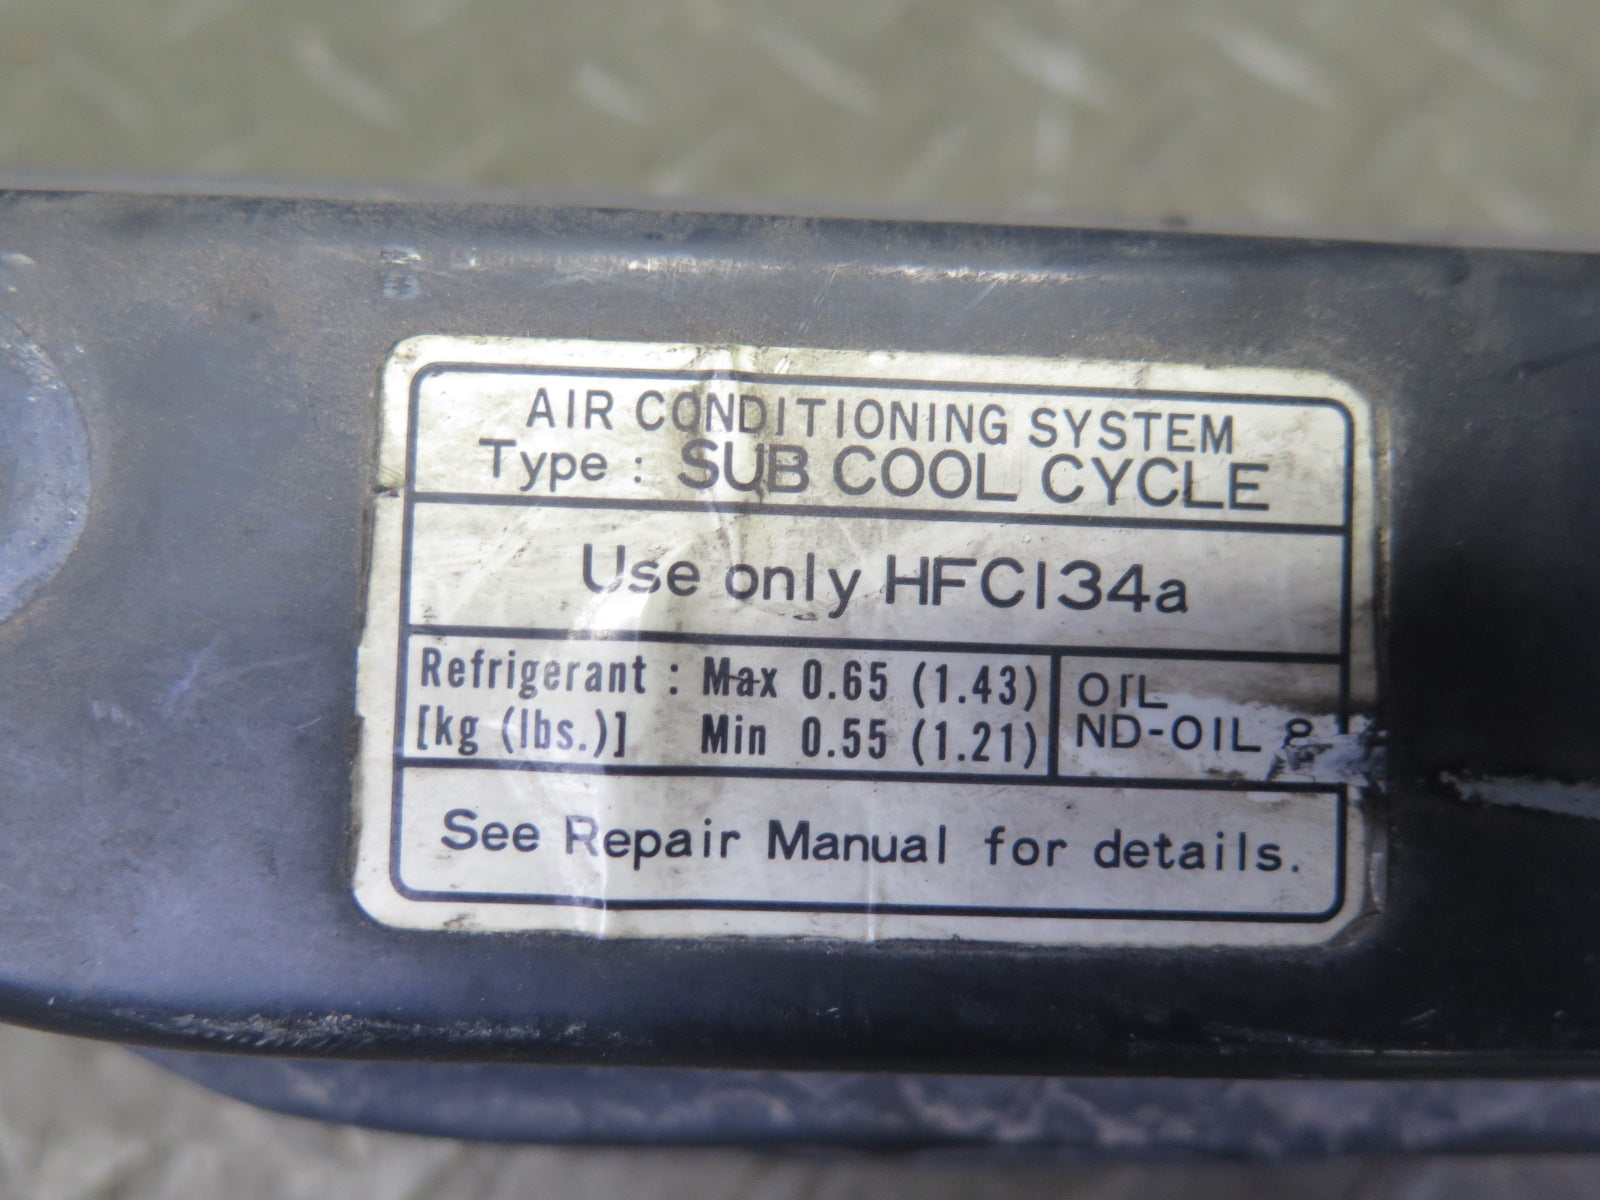 AIR CONDITIONING SYSTEM
Type : SUB COOL CYCLE
Use only HFC134a
Refrigerant : Max 0.65 (1.43)
[kg (lbs.)] Min 0.55 (1.21)
OIL
ND-OIL 8
See Repair Manual for details.